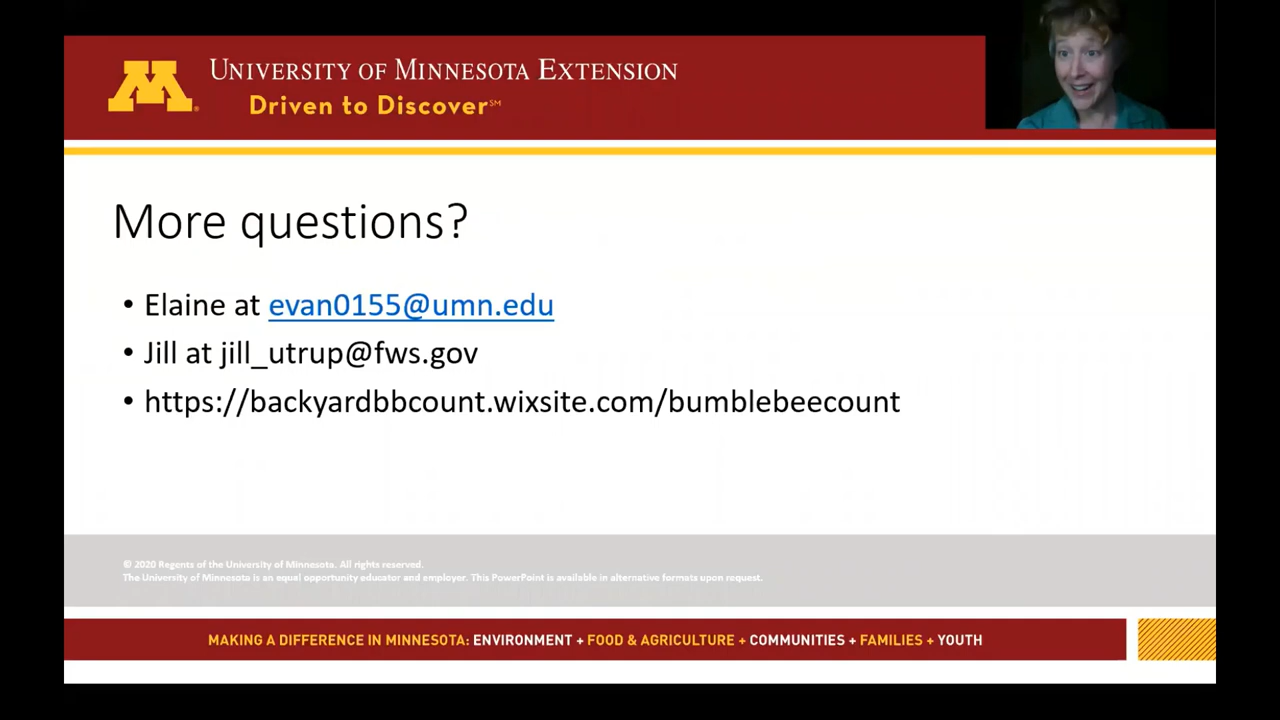 UNIVERSITY OF MINNESOTA EXTENSION
Driven to Discover℠
More questions?
• Elaine at evan0155@umn.edu
• Jill at jill_utrup@fws.gov
• https://backyardbbcount.wixsite.com/bumblebeecount
© 2020 Regents of the University of Minnesota. All rights reserved.
The University of Minnesota is an equal opportunity educator and employer. This PowerPoint is available in alternative formats upon request.
MAKING A DIFFERENCE IN MINNESOTA: ENVIRONMENT + FOOD & AGRICULTURE + COMMUNITIES + FAMILIES + YOUTH